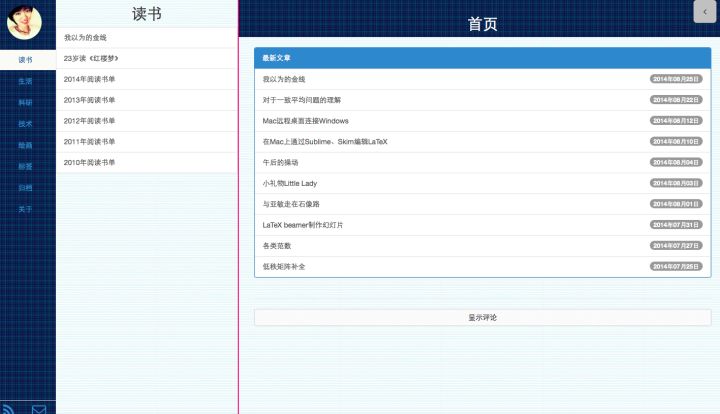 读书
生活
科研
技术
绘画
标签
归档
关于
读书
我以为的金线
23岁读《红楼梦》
2014年阅读书单
2013年阅读书单
2012年阅读书单
2011年阅读书单
2010年阅读书单
首页
最新文章
我以为的金线 2014年08月25日
对于一致平均问题的理解 2014年08月22日
Mac远程桌面连接Windows 2014年08月12日
在Mac上通过Sublime、Skim编辑LaTeX 2014年08月10日
午后的操场 2014年08月04日
小礼物Little Lady 2014年08月03日
与亚敏走在石像路 2014年08月01日
LaTeX beamer制作幻灯片 2014年07月31日
各类范数 2014年07月27日
低秩矩阵补全 2014年07月25日
显示评论